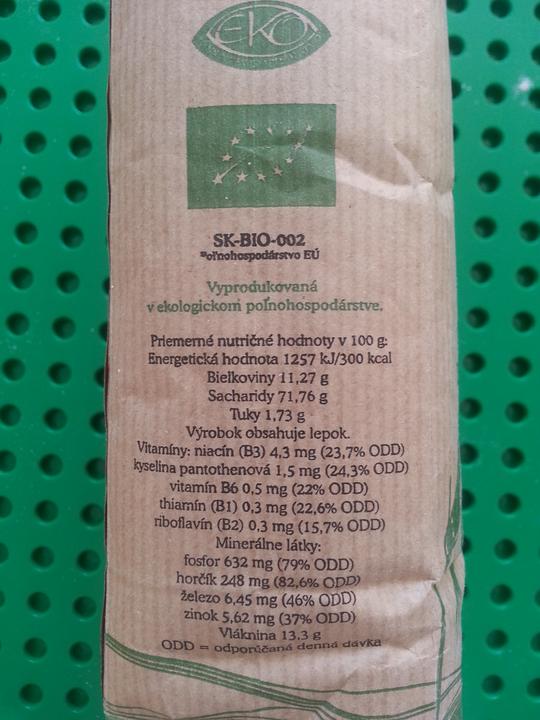 EKO
SK-BIO-002
*oľnohospodárstvo EÚ
Vyprodukovaná
v ekologickom poľnohospodárstve.
Priemerné nutričné hodnoty v 100 g:
Energetická hodnota 1257 kJ/300 kcal
Bielkoviny 11,27 g
Sacharidy 71,76 g
Tuky 1,73 g
Výrobok obsahuje lepok.
Vitamíny: niacín (B3) 4,3 mg (23,7% ODD)
kyselina pantothenová 1,5 mg (24,3% ODD)
vitamín B6 0,5 mg (22% ODD)
thiamín (B1) 0,3 mg (22,6% ODD)
riboflavín (B2) 0,3 mg (15,7% ODD)
Minerálne látky:
fosfor 632 mg (79% ODD)
horčík 248 mg (82,6% ODD)
železo 6,45 mg (46% ODD)
zinok 5,62 mg (37% ODD)
Vláknina 13,3 g
ODD = odporúčaná denná dávka